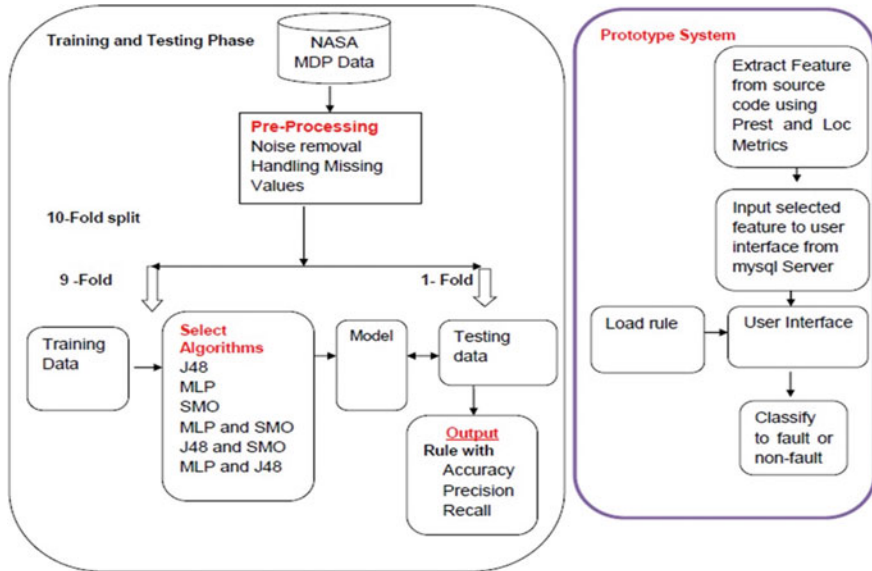 Training and Testing Phase
NASA
MDP Data
Pre-Processing
Noise removal
Handling Missing
Values
10-Fold split
9 -Fold
1- Fold
Training
Data
Select
Algorithms
J48
MLP
SMO
MLP and SMO
J48 and SMO
MLP and J48
Model
Testing
data
Output
Rule with
Accuracy
Precision
Recall
Prototype System
Extract Feature
from source
code using
Prest and Loc
Metrics
Input selected
feature to user
interface from
mysql Server
Load rule
User Interface
Classify
to fault or
non-fault